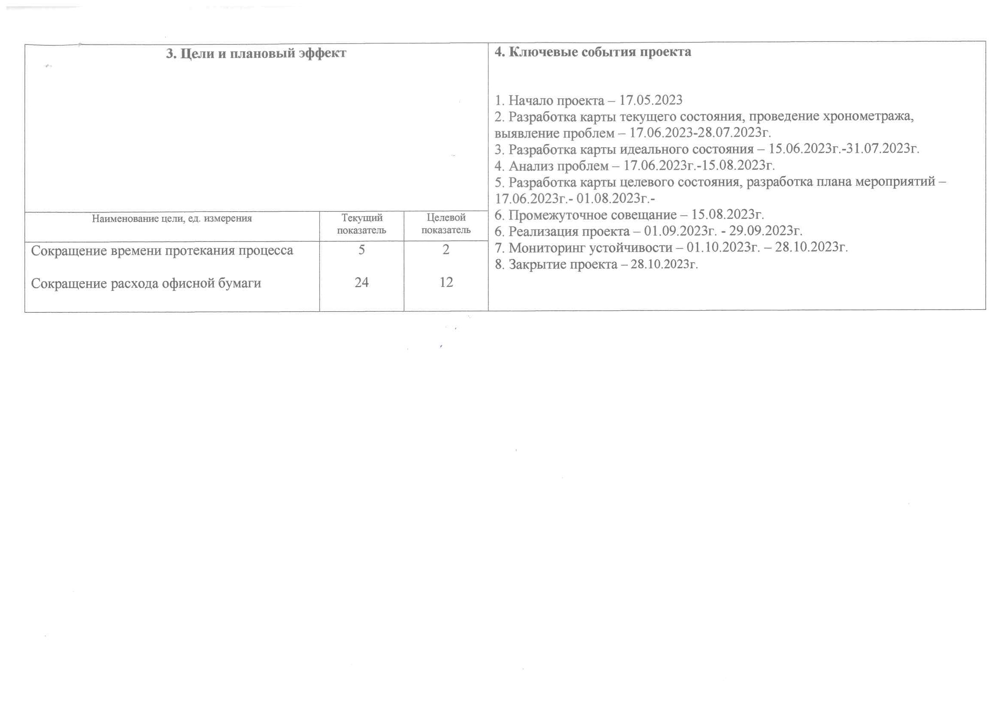 3. Цели и плановый эффект
Наименование цели, ед. измерения
Текущий
показатель
Целевой
показатель
Сокращение времени протекания процесса
5
2
Сокращение расхода офисной бумаги
24
12
4. Ключевые события проекта
1. Начало проекта – 17.05.2023
2. Разработка карты текущего состояния, проведение хронометража,
выявление проблем – 17.06.2023-28.07.2023г.
3. Разработка карты идеального состояния – 15.06.2023г.-31.07.2023г.
4. Анализ проблем – 17.06.2023г.-15.08.2023г.
5. Разработка карты целевого состояния, разработка плана мероприятий –
17.06.2023г.- 01.08.2023г.-
6. Промежуточное совещание – 15.08.2023г.
6. Реализация проекта – 01.09.2023г. - 29.09.2023г.
7. Мониторинг устойчивости – 01.10.2023г. – 28.10.2023г.
8. Закрытие проекта – 28.10.2023г.